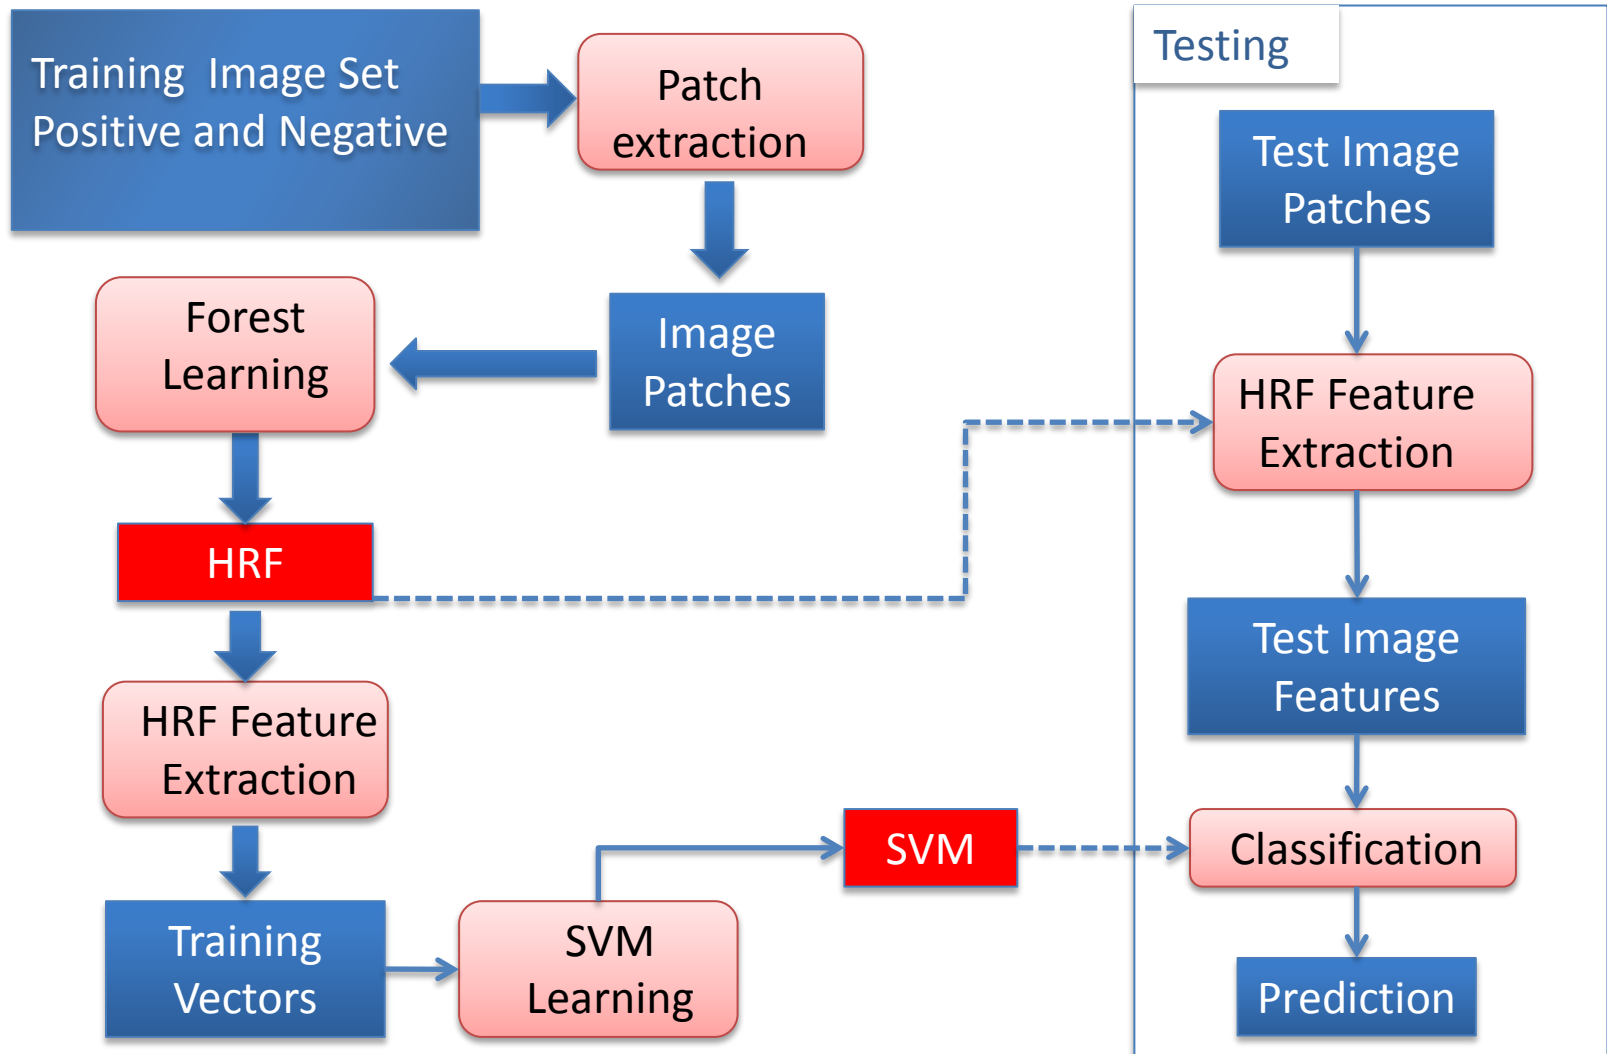 Training  Image Set
Positive and Negative
Patch
extraction
Image
Patches
Forest
Learning
HRF
HRF Feature
Extraction
Training
Vectors
SVM
Learning
SVM
Testing
Test Image
Patches
HRF Feature
Extraction
Test Image
Features
Classification
Prediction